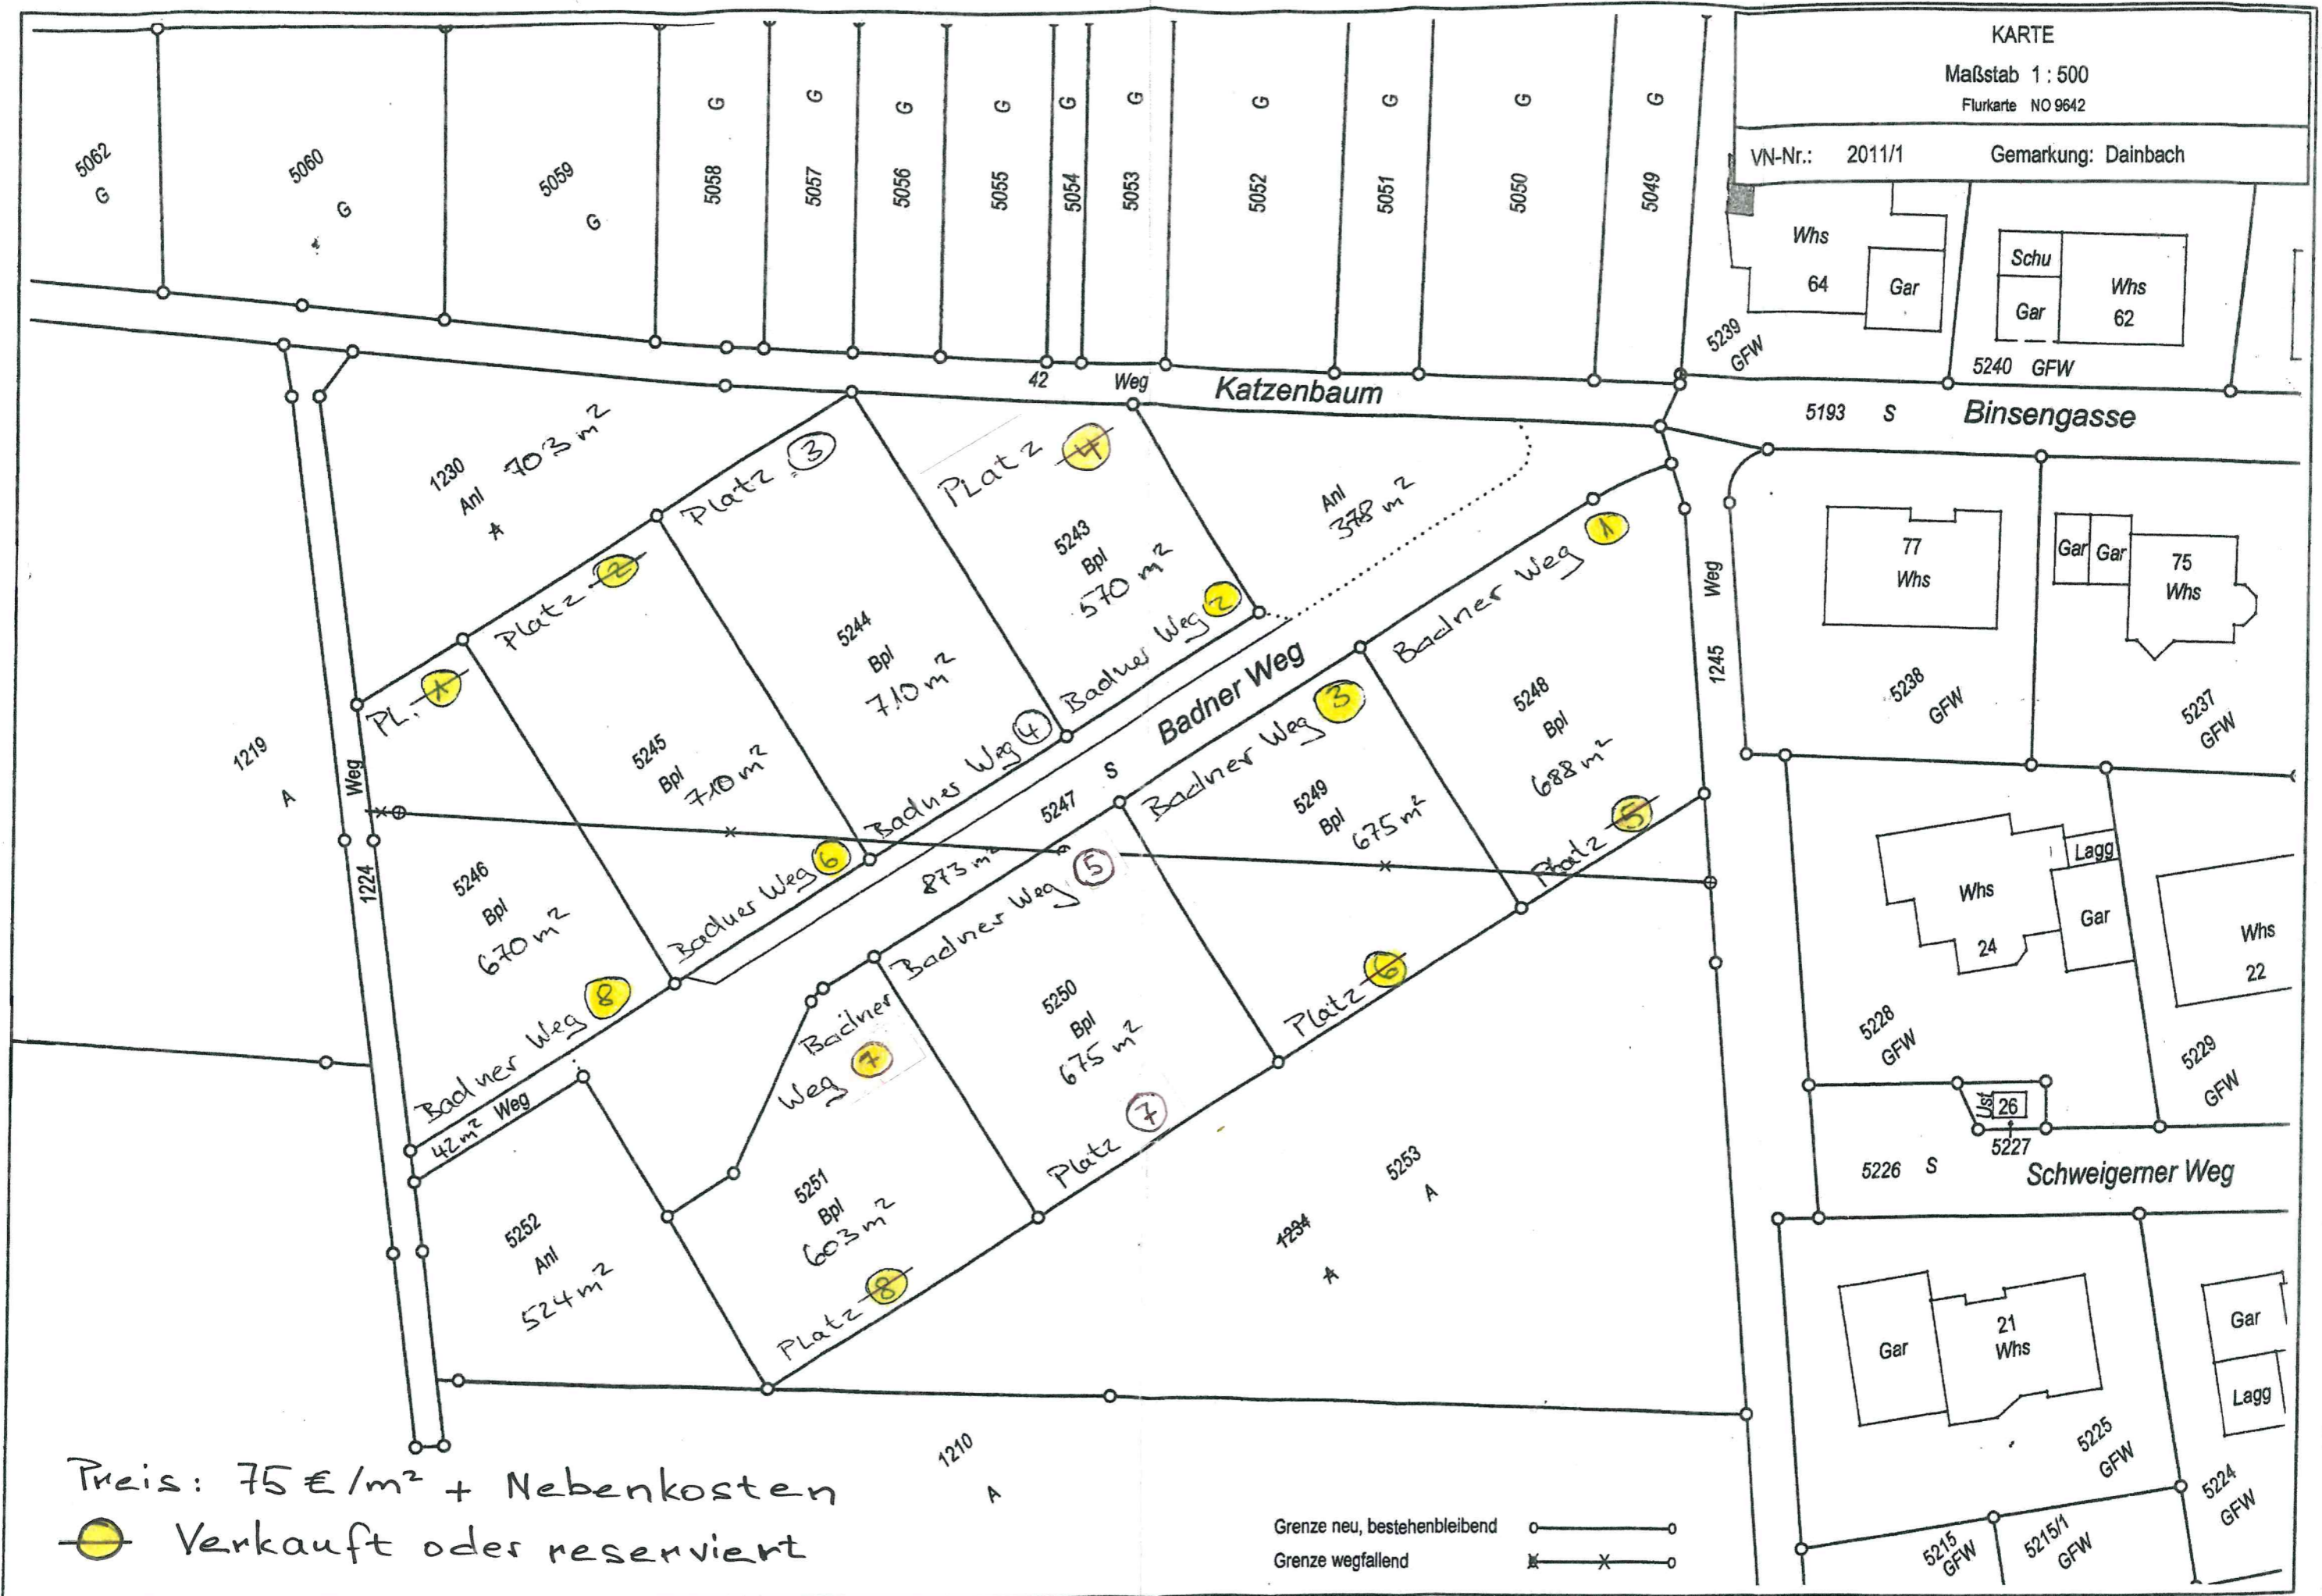 KARTE
Maßstab 1 : 500
Flurkarte NO 9642
VN-Nr.: 2011/1 Gemarkung: Dainbach
5062
G
5060
G
5059
G
5058 G
5057 G
5056 G
5055 G
5054 G
5053 G
5052 G
5051 G
5050 G
5049 G
Whs
64
Gar
5239
GFW
Schu
Gar
Whs
62
5240 GFW
42 Weg Katzenbaum
5193 S Binsengasse
1230
Anl
A
703 m²
Platz 3
Platz 4
5243
Bpl
570 m²
Badner Weg 2
Anl
378 m²
Platz 2
5244
Bpl
710 m²
Badner Weg 4
PL. 1
5245
Bpl
710 m²
Badner Weg 6
5246
Bpl
670 m²
Badner Weg 8
1219
A
Weg
1224
42 m² Weg
Badner Weg
S
5247
873 m²
Badner Weg 1
5248
Bpl
688 m²
Platz 5
Badner Weg 3
5249
Bpl
675 m²
Platz 6
Badner Weg 5
5250
Bpl
675 m²
Platz 7
Badner
Weg 7
5251
Bpl
603 m²
Platz 8
5252
Anl
524 m²
5253
A
1234
A
1210
A
Weg
1245
77
Whs
5238
GFW
Gar Gar
75
Whs
5237
GFW
Whs
24
Lagg
Gar
Whs
22
5228
GFW
5229
GFW
Ust 26
5227
5226 S Schweigerner Weg
Gar
21
Whs
Gar
Lagg
5225
GFW
5224
GFW
5215
GFW
5215/1
GFW
Preis: 75 €/m² + Nebenkosten
Verkauft oder reserviert
Grenze neu, bestehenbleibend
Grenze wegfallend